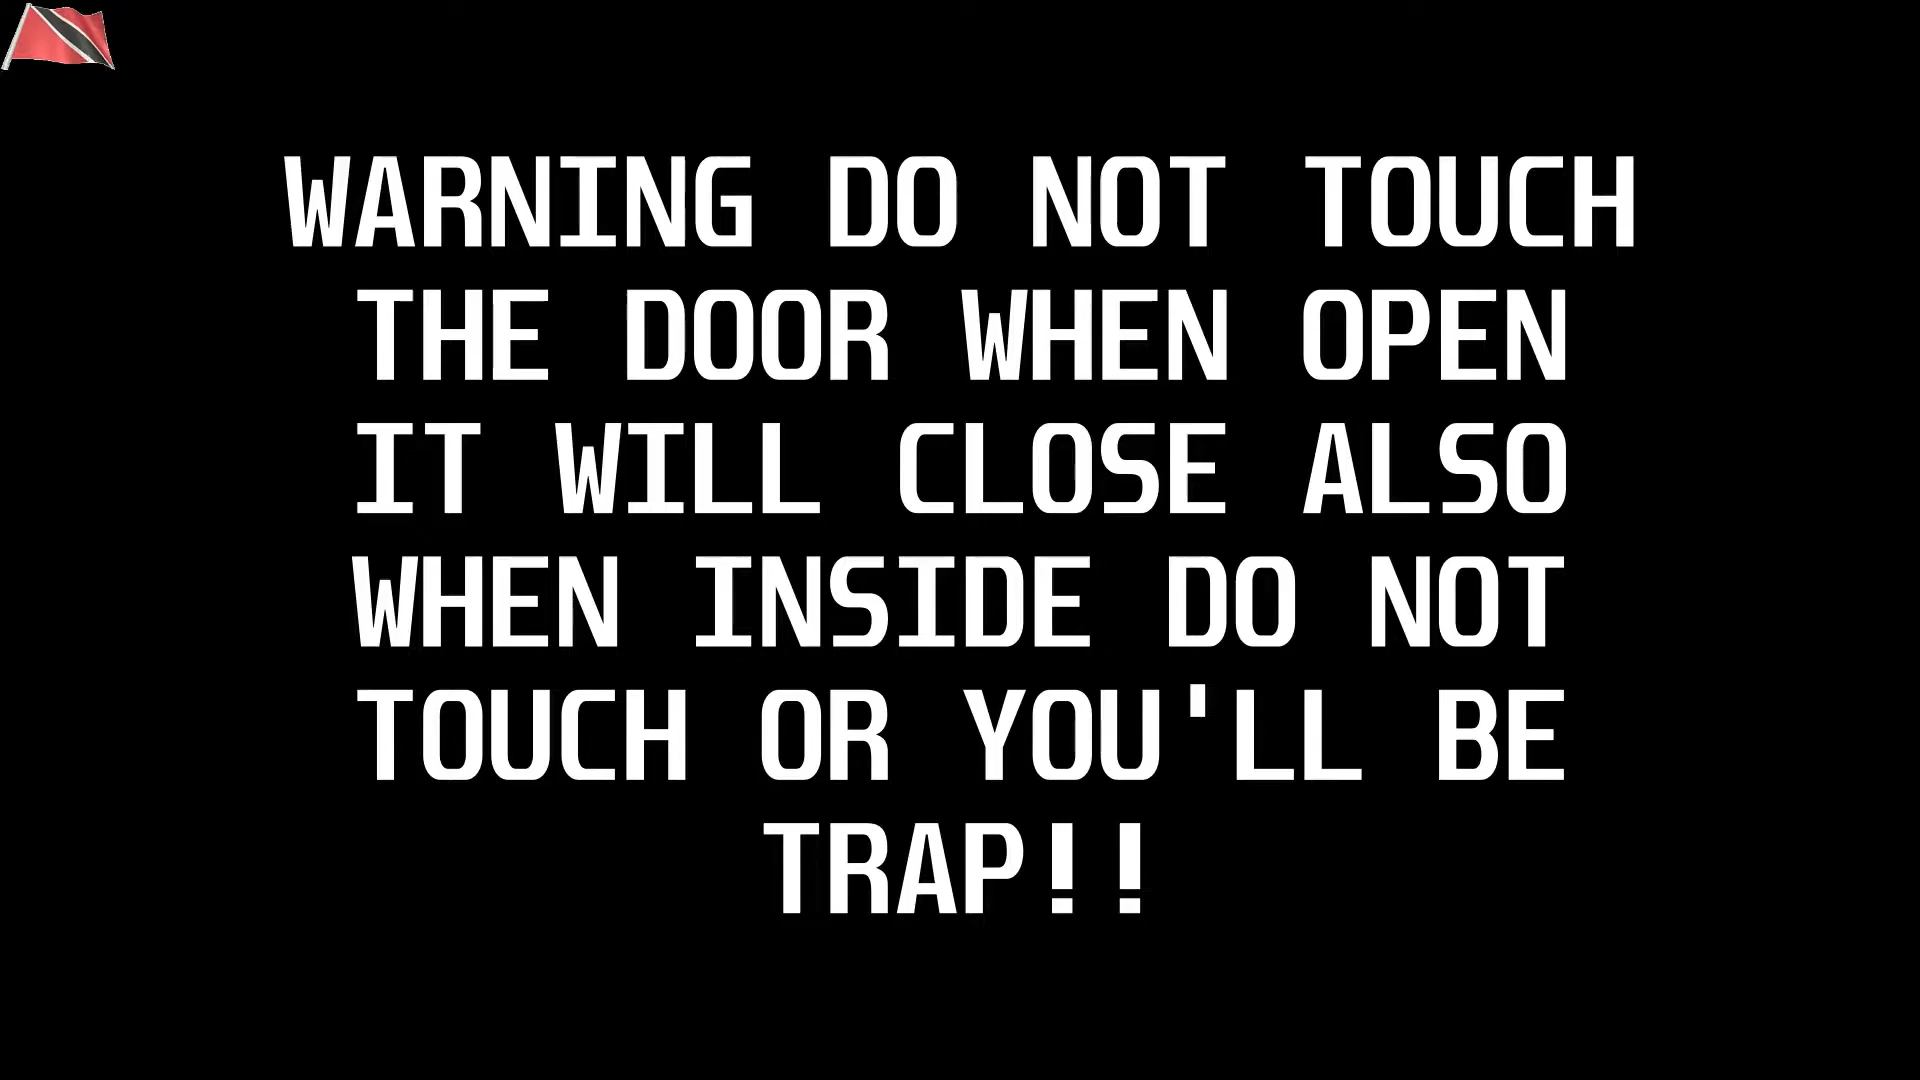 WARNING DO NOT TOUCH
THE DOOR WHEN OPEN
IT WILL CLOSE ALSO
WHEN INSIDE DO NOT
TOUCH OR YOU'LL BE
TRAP!!